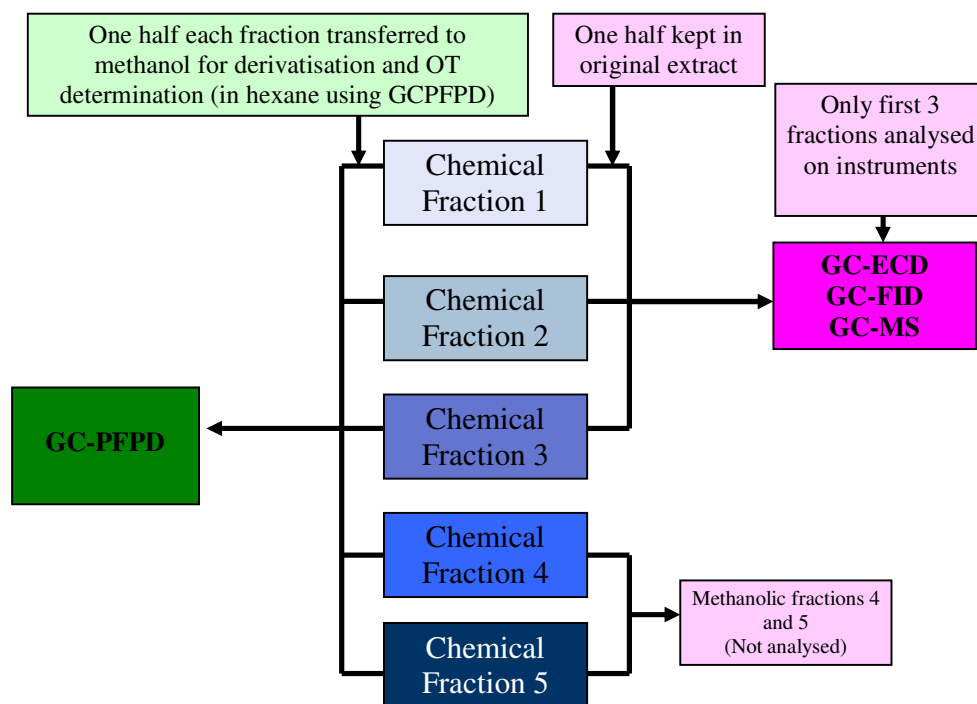 One half each fraction transferred to
methanol for derivatisation and OT
determination (in hexane using GCPFPD)
One half kept in
original extract
Only first 3
fractions analysed
on instruments
Chemical
Fraction 1
GC-ECD
GC-FID
GC-MS
Chemical
Fraction 2
Chemical
Fraction 3
GC-PFPD
Chemical
Fraction 4
Methanolic fractions 4
and 5
(Not analysed)
Chemical
Fraction 5